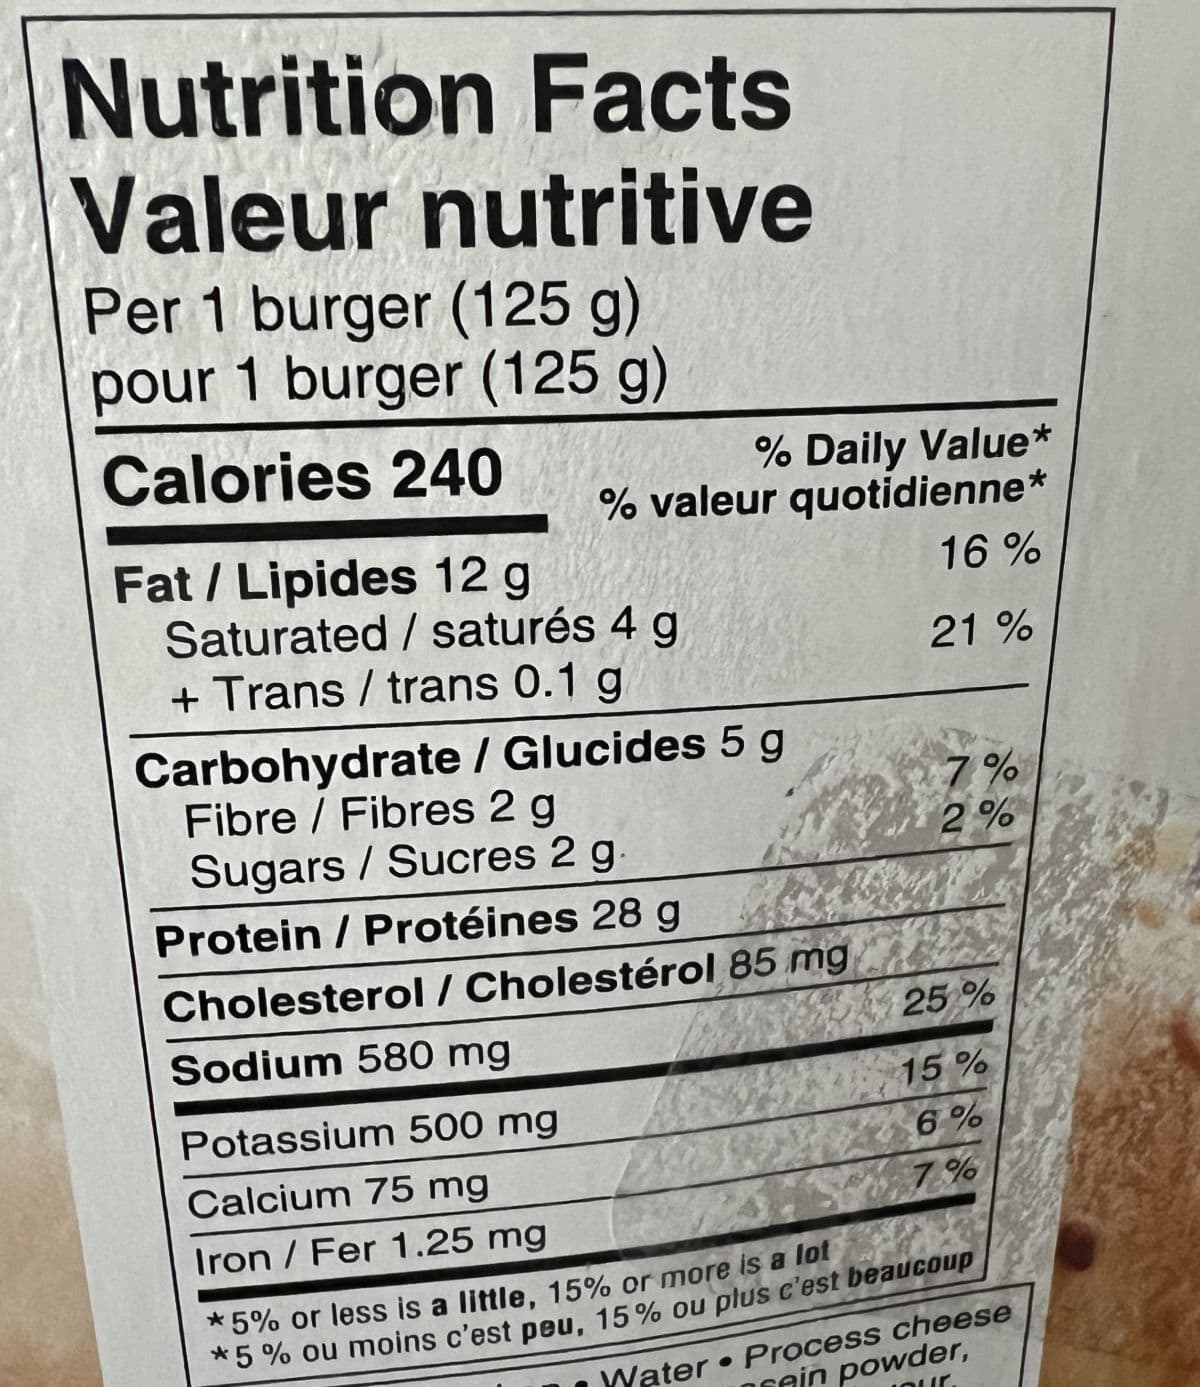 Nutrition Facts
Valeur nutritive
Per 1 burger (125 g)
pour 1 burger (125 g)
Calories 240
% Daily Value*
% valeur quotidienne*
Fat / Lipides 12 g 16 %
Saturated / saturés 4 g 21 %
+ Trans / trans 0.1 g
Carbohydrate / Glucides 5 g
Fibre / Fibres 2 g 7 %
Sugars / Sucres 2 g 2 %
Protein / Protéines 28 g
Cholesterol / Cholestérol 85 mg
Sodium 580 mg 25 %
Potassium 500 mg 15 %
Calcium 75 mg 6 %
Iron / Fer 1.25 mg 7 %
*5% or less is a little, 15% or more is a lot
*5 % ou moins c'est peu, 15 % ou plus c'est beaucoup
• Water • Process cheese
powder,